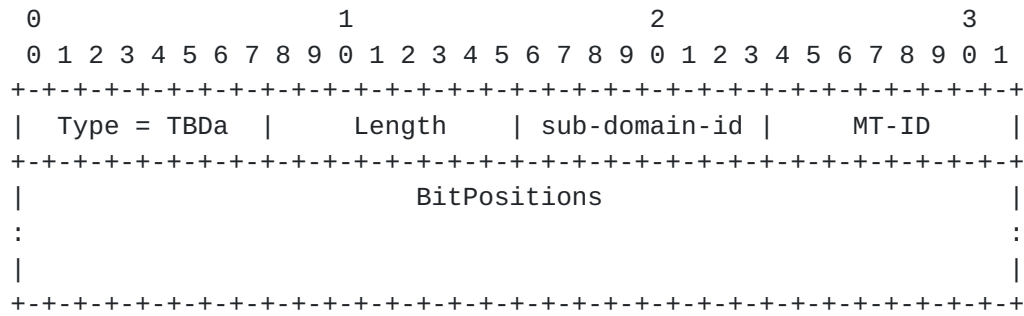 0                   1                   2                   3
 0 1 2 3 4 5 6 7 8 9 0 1 2 3 4 5 6 7 8 9 0 1 2 3 4 5 6 7 8 9 0 1
+-+-+-+-+-+-+-+-+-+-+-+-+-+-+-+-+-+-+-+-+-+-+-+-+-+-+-+-+-+-+-+-+
|  Type = TBDa  |     Length    | sub-domain-id |     MT-ID     |
+-+-+-+-+-+-+-+-+-+-+-+-+-+-+-+-+-+-+-+-+-+-+-+-+-+-+-+-+-+-+-+-+
|                         BitPositions                          |
:                                                               :
|                                                               |
+-+-+-+-+-+-+-+-+-+-+-+-+-+-+-+-+-+-+-+-+-+-+-+-+-+-+-+-+-+-+-+-+